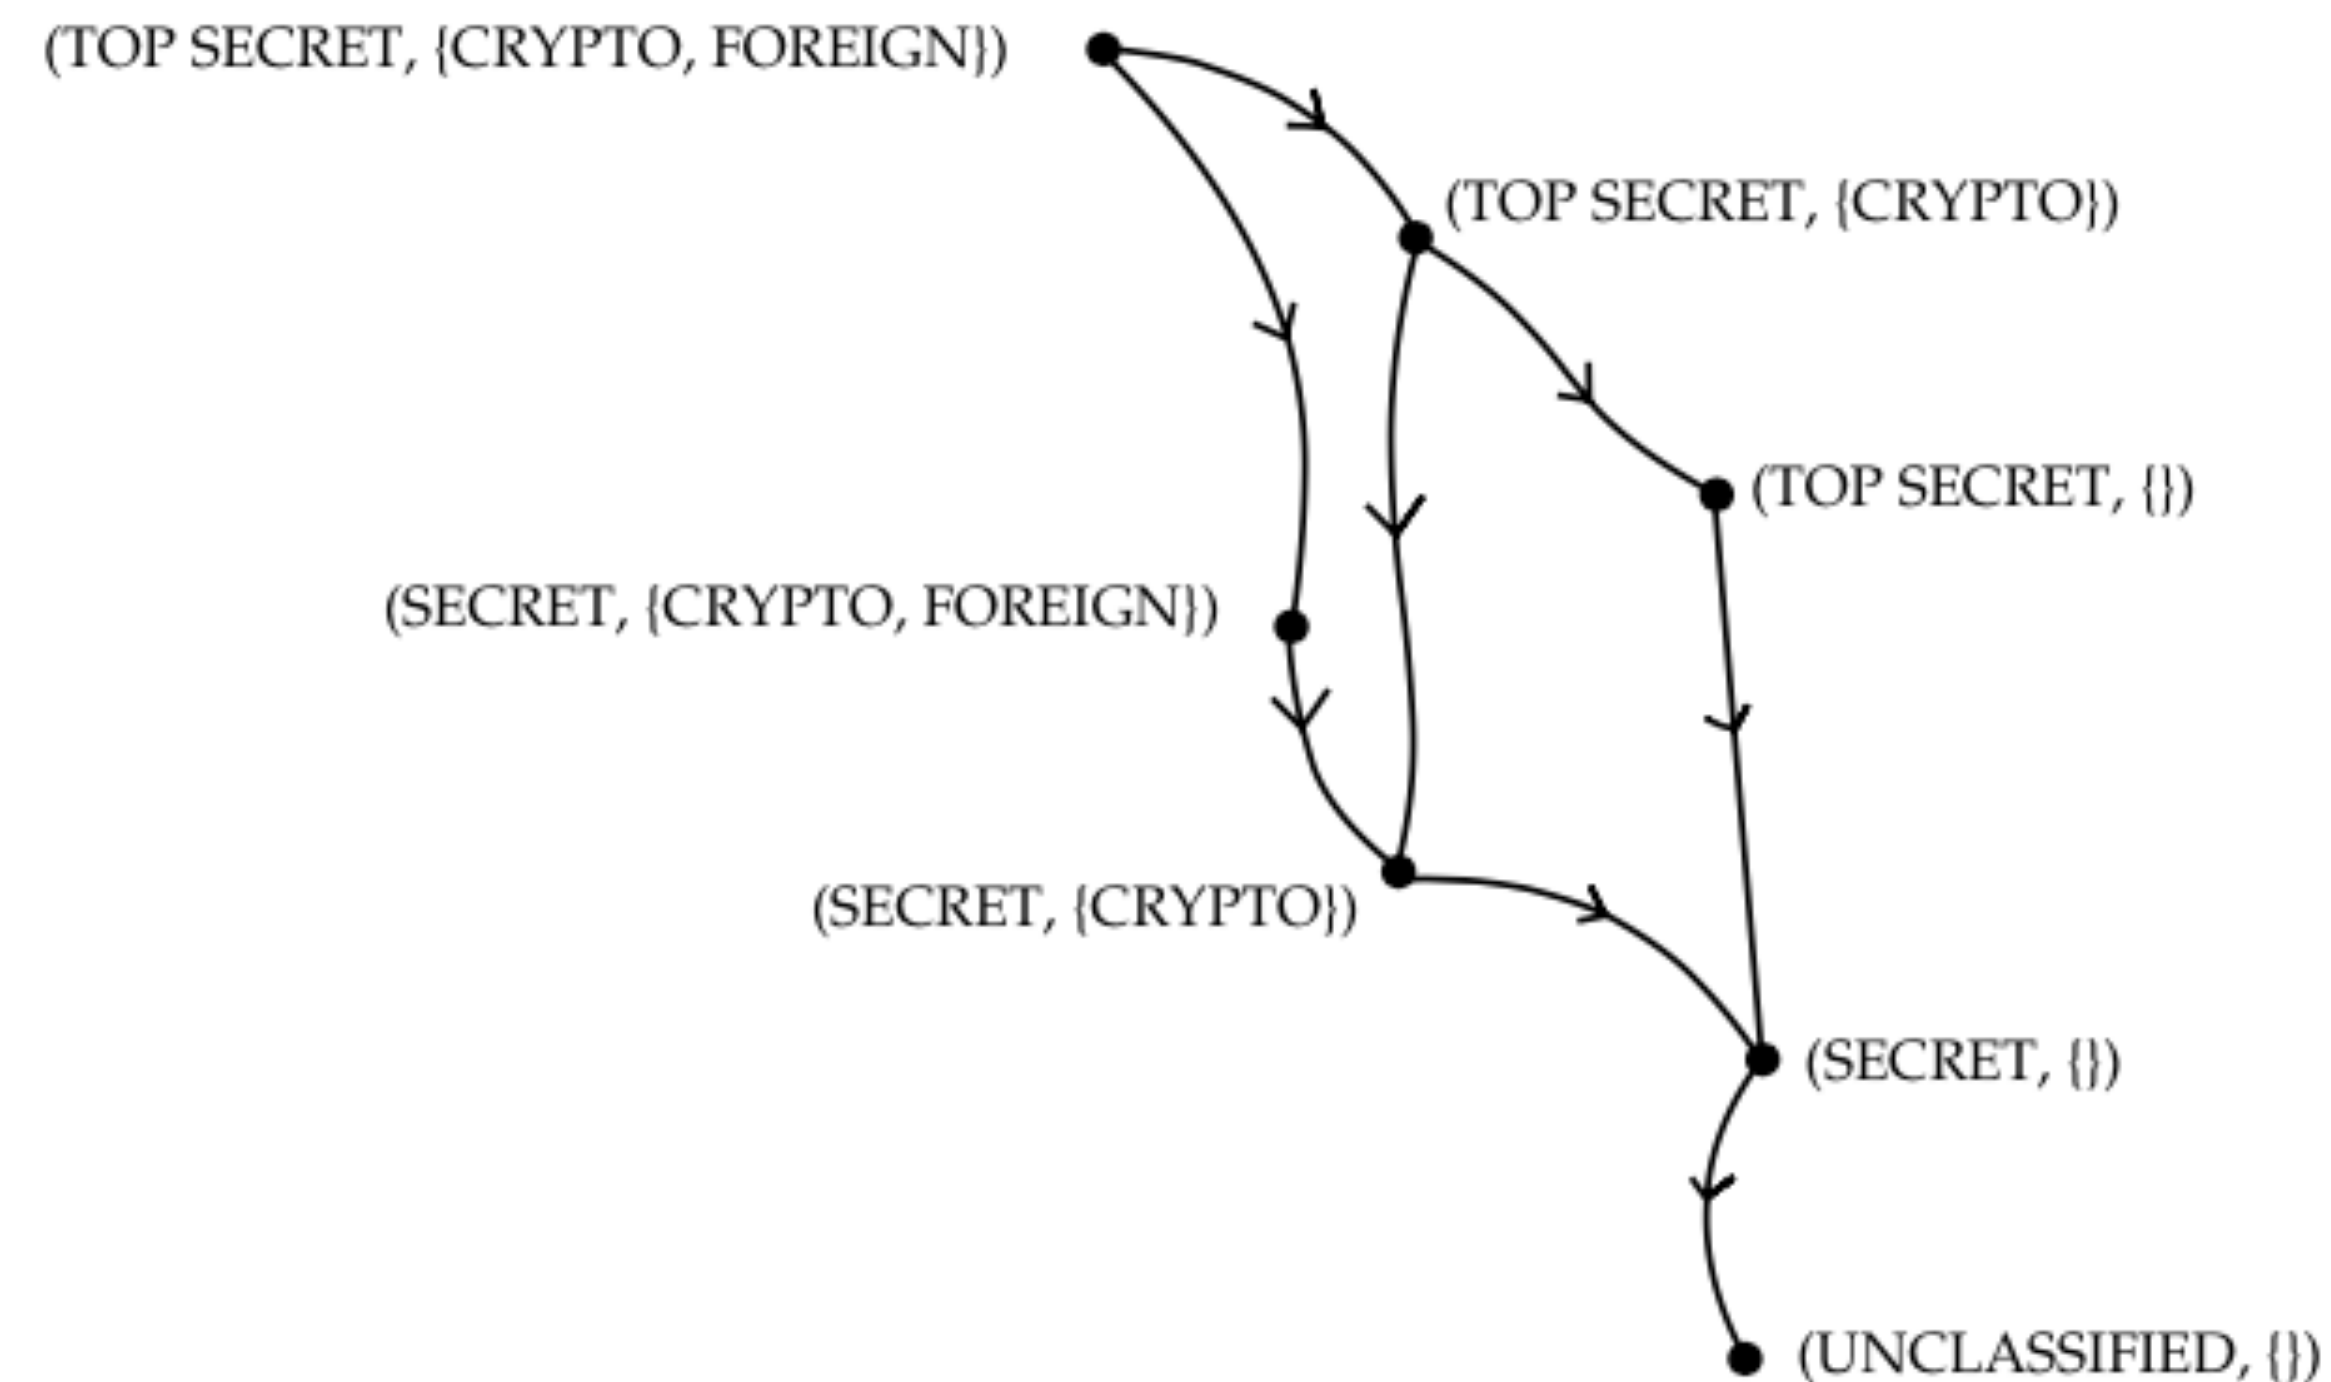 (TOP SECRET, {CRYPTO, FOREIGN})
(TOP SECRET, {CRYPTO})
(TOP SECRET, {})
(SECRET, {CRYPTO, FOREIGN})
(SECRET, {CRYPTO})
(SECRET, {})
(UNCLASSIFIED, {})